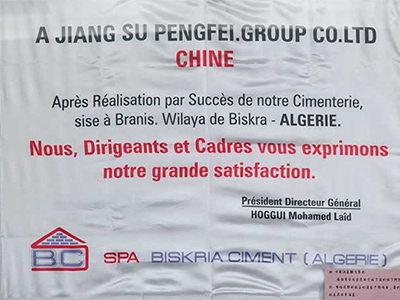 A JIANG SU PENGFEI.GROUP CO.LTD
CHINE
Après Réalisation par Succès de notre Cimenterie,
sise à Branis. Wilaya de Biskra - ALGERIE.
Nous, Dirigeants et Cadres vous exprimons
notre grande satisfaction.
Président Directeur Général
HOGGUI Mohamed Laïd
BC SPA BISKRIA CIMENT (ALGERIE)